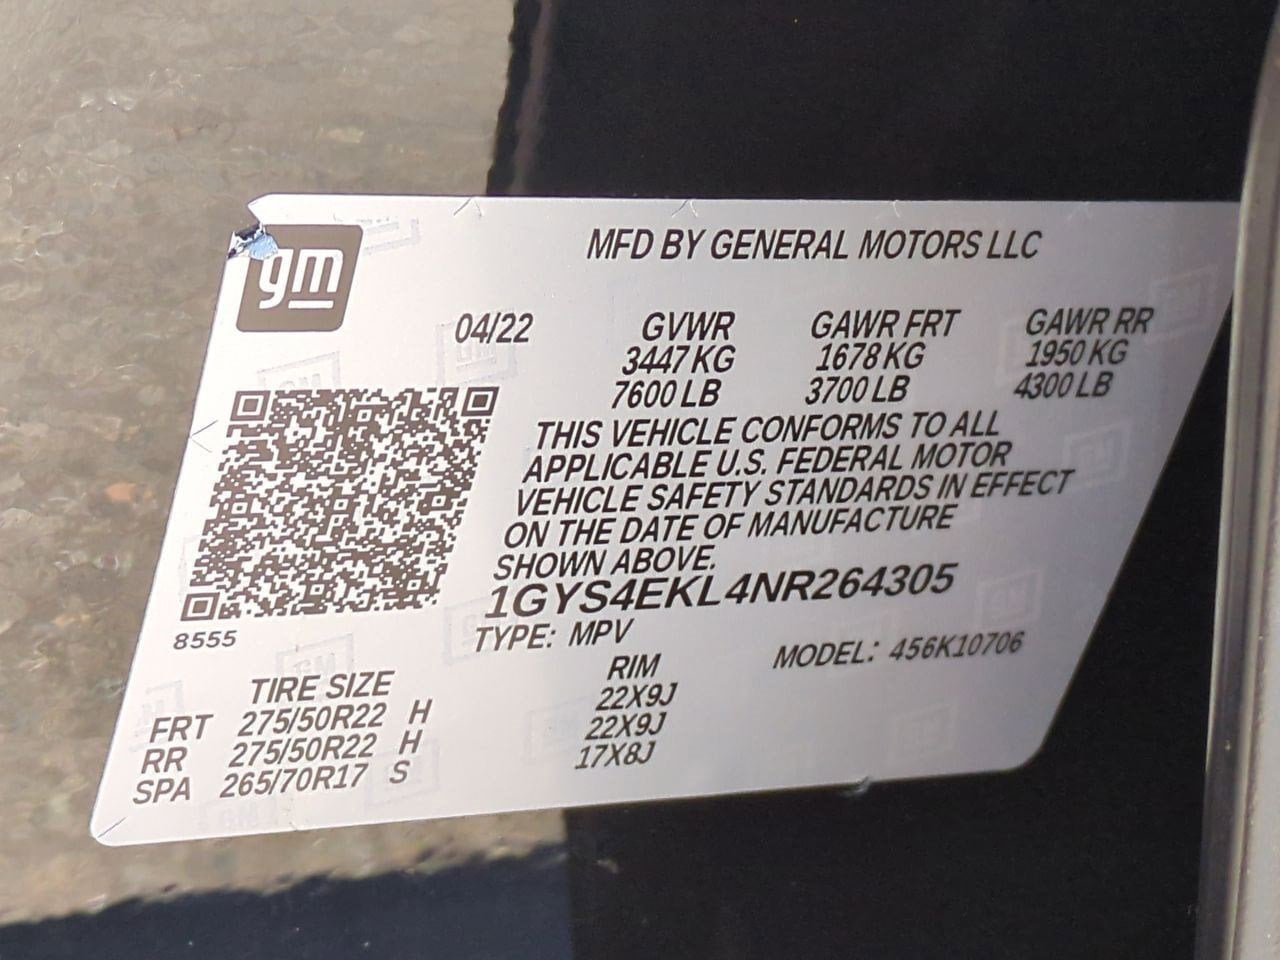 gm
MFD BY GENERAL MOTORS LLC
04/22 GVWR GAWR FRT GAWR RR
3447 KG 1678 KG 1950 KG
7600 LB 3700 LB 4300 LB
THIS VEHICLE CONFORMS TO ALL
APPLICABLE U.S. FEDERAL MOTOR
VEHICLE SAFETY STANDARDS IN EFFECT
ON THE DATE OF MANUFACTURE
SHOWN ABOVE.
1GYS4EKL4NR264305
8555
TYPE: MPV MODEL: 456K10706
TIRE SIZE RIM
FRT 275/50R22 H 22X9J
RR 275/50R22 H 22X9J
SPA 265/70R17 S 17X8J